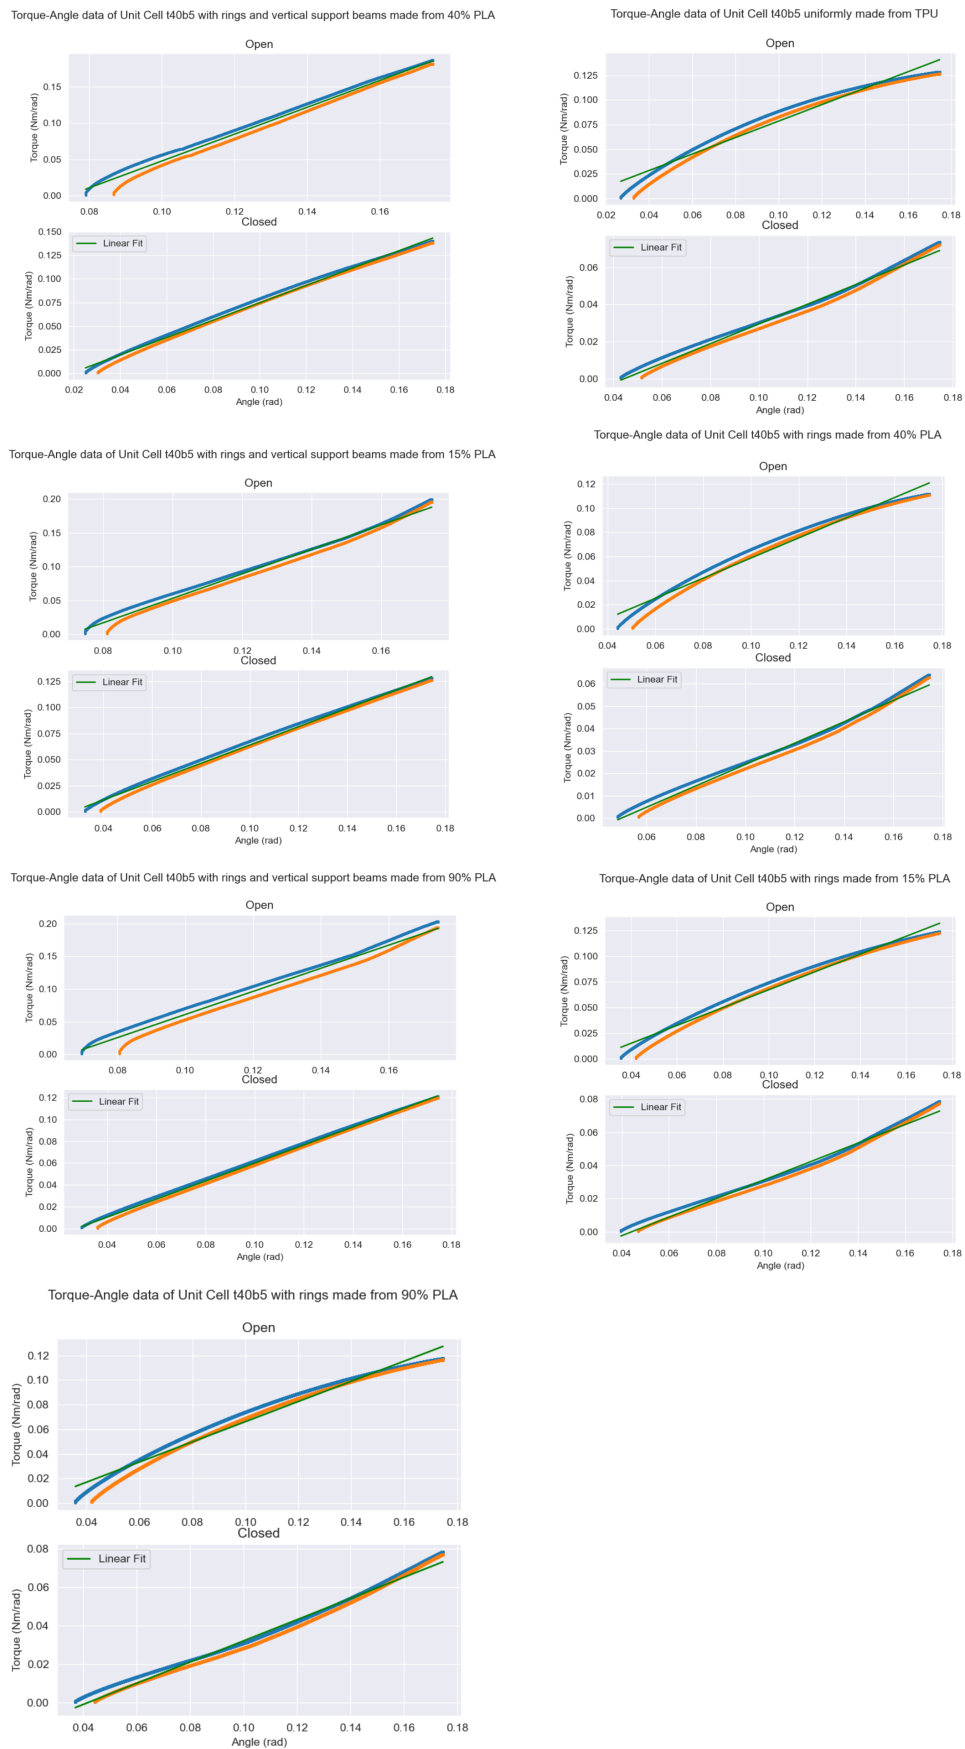 Torque-Angle data of Unit Cell t40b5 with rings and vertical support beams made from 40% PLA
Open
Torque (Nm/rad)
0.15
0.10
0.05
0.00
0.08 0.10 0.12 0.14 0.16
Closed
Linear Fit
Torque (Nm/rad)
0.150
0.125
0.100
0.075
0.050
0.025
0.000
0.02 0.04 0.06 0.08 0.10 0.12 0.14 0.16 0.18
Angle (rad)
Torque-Angle data of Unit Cell t40b5 uniformly made from TPU
Open
Torque (Nm/rad)
0.125
0.100
0.075
0.050
0.025
0.000
0.02 0.04 0.06 0.08 0.10 0.12 0.14 0.16 0.18
Closed
Linear Fit
Torque (Nm/rad)
0.06
0.04
0.02
0.00
0.04 0.06 0.08 0.10 0.12 0.14 0.16 0.18
Angle (rad)
Torque-Angle data of Unit Cell t40b5 with rings and vertical support beams made from 15% PLA
Open
Torque (Nm/rad)
0.20
0.15
0.10
0.05
0.00
0.08 0.10 0.12 0.14 0.16
Closed
Linear Fit
Torque (Nm/rad)
0.125
0.100
0.075
0.050
0.025
0.000
0.04 0.06 0.08 0.10 0.12 0.14 0.16 0.18
Angle (rad)
Torque-Angle data of Unit Cell t40b5 with rings made from 40% PLA
Open
Torque (Nm/rad)
0.12
0.10
0.08
0.06
0.04
0.02
0.00
0.04 0.06 0.08 0.10 0.12 0.14 0.16 0.18
Closed
Linear Fit
Torque (Nm/rad)
0.06
0.05
0.04
0.03
0.02
0.01
0.00
0.06 0.08 0.10 0.12 0.14 0.16 0.18
Angle (rad)
Torque-Angle data of Unit Cell t40b5 with rings and vertical support beams made from 90% PLA
Open
Torque (Nm/rad)
0.20
0.15
0.10
0.05
0.00
0.08 0.10 0.12 0.14 0.16
Closed
Linear Fit
Torque (Nm/rad)
0.12
0.10
0.08
0.06
0.04
0.02
0.00
0.04 0.06 0.08 0.10 0.12 0.14 0.16 0.18
Angle (rad)
Torque-Angle data of Unit Cell t40b5 with rings made from 15% PLA
Open
Torque (Nm/rad)
0.125
0.100
0.075
0.050
0.025
0.000
0.04 0.06 0.08 0.10 0.12 0.14 0.16 0.18
Closed
Linear Fit
Torque (Nm/rad)
0.08
0.06
0.04
0.02
0.00
0.04 0.06 0.08 0.10 0.12 0.14 0.16 0.18
Angle (rad)
Torque-Angle data of Unit Cell t40b5 with rings made from 90% PLA
Open
Torque (Nm/rad)
0.12
0.10
0.08
0.06
0.04
0.02
0.00
0.04 0.06 0.08 0.10 0.12 0.14 0.16 0.18
Closed
Linear Fit
Torque (Nm/rad)
0.08
0.06
0.04
0.02
0.00
0.04 0.06 0.08 0.10 0.12 0.14 0.16 0.18
Angle (rad)